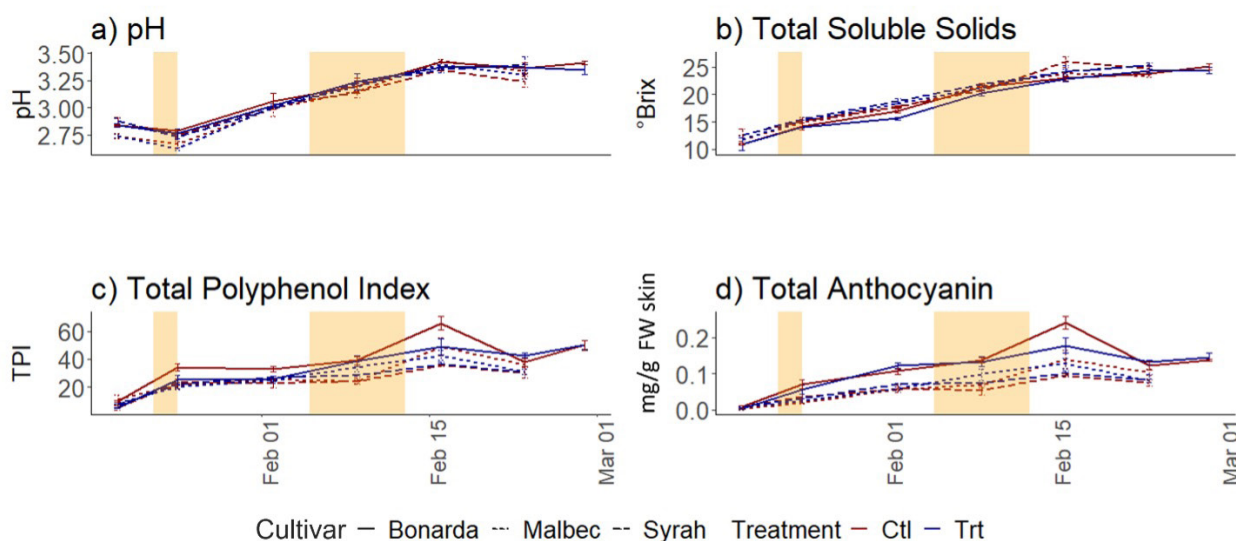 a) pH
b) Total Soluble Solids
3.50
3.25
3.00
2.75
pH
25
20
15
10
°Brix
c) Total Polyphenol Index
d) Total Anthocyanin
60
40
20
TPI
0.2
0.1
0.0
mg/g FW skin
Feb 01
Feb 15
Mar 01
Feb 01
Feb 15
Mar 01
Cultivar Bonarda Malbec Syrah Treatment Ctl Trt